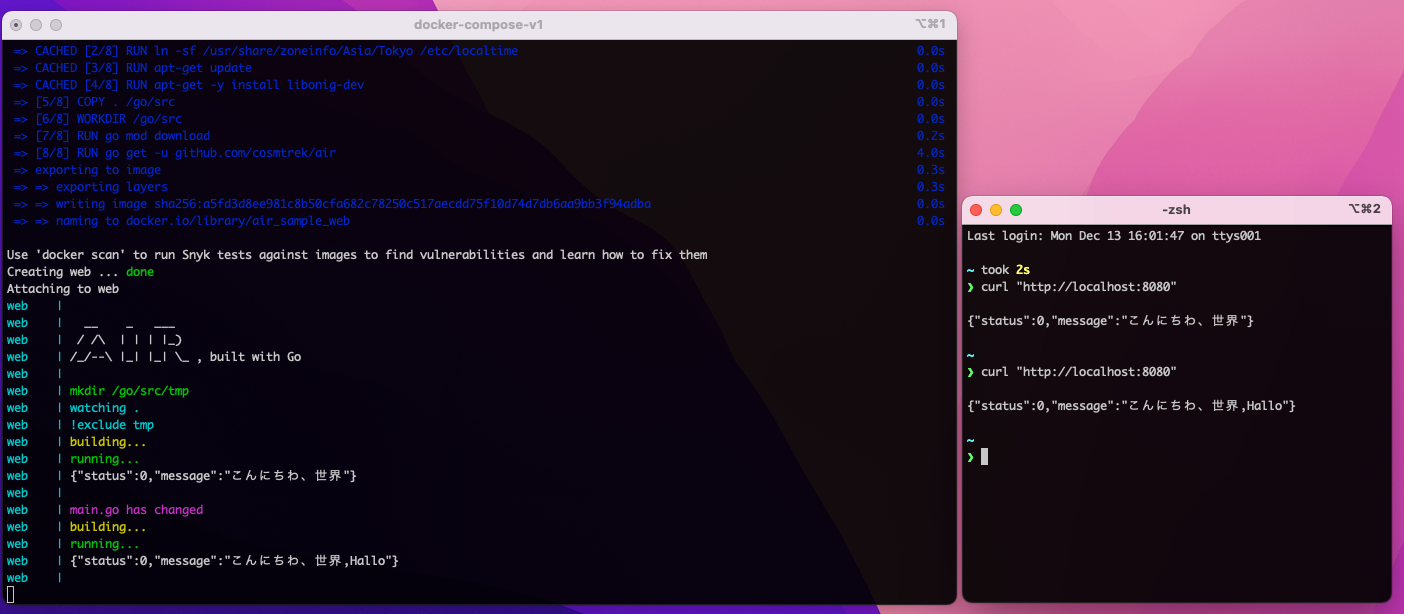 docker-compose-v1 ⌥⌘1
=> CACHED [2/8] RUN ln -sf /usr/share/zoneinfo/Asia/Tokyo /etc/localtime 0.0s
=> CACHED [3/8] RUN apt-get update 0.0s
=> CACHED [4/8] RUN apt-get -y install libonig-dev 0.0s
=> [5/8] COPY . /go/src 0.0s
=> [6/8] WORKDIR /go/src 0.0s
=> [7/8] RUN go mod download 0.2s
=> [8/8] RUN go get -u github.com/cosmtrek/air 4.0s
=> exporting to image 0.3s
=> => exporting layers 0.3s
=> => writing image sha256:a5fd3d8ee981c8b50cfa682c78250c517aecdd75f10d74d7db6aa9bb3f94adba 0.0s
=> => naming to docker.io/library/air_sample_web 0.0s
Use 'docker scan' to run Snyk tests against images to find vulnerabilities and learn how to fix them
Creating web ... done
Attaching to web
web    |
web    |   __    _   ___
web    |  / /\  | | | |_)
web    | /_/--\ |_| |_| \_ , built with Go
web    |
web    | mkdir /go/src/tmp
web    | watching .
web    | !exclude tmp
web    | building...
web    | running...
web    | {"status":0,"message":"こんにちわ、世界"}
web    |
web    | main.go has changed
web    | building...
web    | running...
web    | {"status":0,"message":"こんにちわ、世界,Hallo"}
web    |
-zsh ⌥⌘2
Last login: Mon Dec 13 16:01:47 on ttys001
~ took 2s
❯ curl "http://localhost:8080"
{"status":0,"message":"こんにちわ、世界"}
~
❯ curl "http://localhost:8080"
{"status":0,"message":"こんにちわ、世界,Hallo"}
~
❯